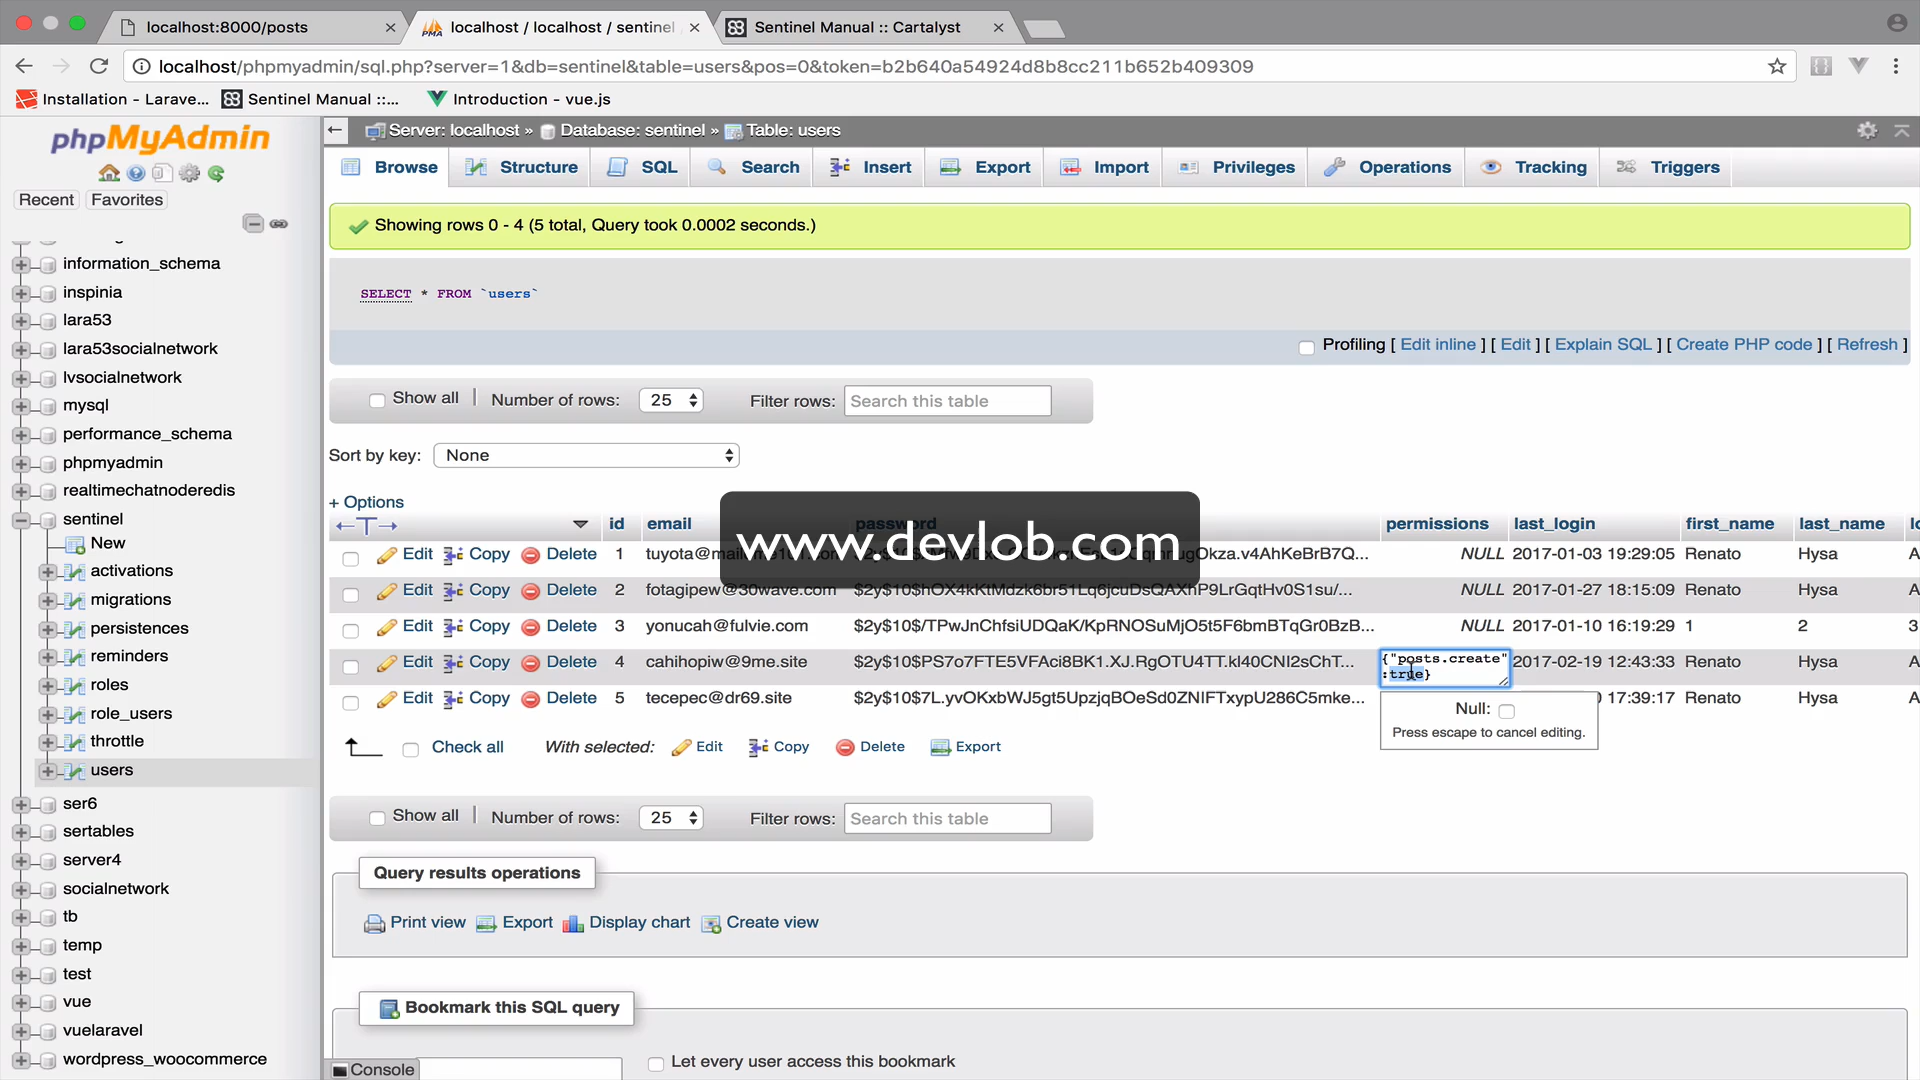 localhost:8000/posts
localhost / localhost / sentinel
Sentinel Manual :: Cartalyst
localhost/phpmyadmin/sql.php?server=1&db=sentinel&table=users&pos=0&token=b2b640a54924d8b8cc211b652b409309
Installation - Larave...
Sentinel Manual ::...
Introduction - vue.js
phpMyAdmin
Recent
Favorites
information_schema
inspinia
lara53
lara53socialnetwork
lvsocialnetwork
mysql
performance_schema
phpmyadmin
realtimechatnoderedis
sentinel
New
activations
migrations
persistences
reminders
roles
role_users
throttle
users
ser6
sertables
server4
socialnetwork
tb
temp
test
vue
vuelaravel
wordpress_woocommerce
Server: localhost » Database: sentinel » Table: users
Browse Structure SQL Search Insert Export Import Privileges Operations Tracking Triggers
Showing rows 0 - 4 (5 total, Query took 0.0002 seconds.)
SELECT * FROM `users`
Profiling [ Edit inline ] [ Edit ] [ Explain SQL ] [ Create PHP code ] [ Refresh ]
Show all | Number of rows: 25 Filter rows: Search this table
Sort by key: None
+ Options
id email password permissions last_login first_name last_name
www.devlob.com
Edit Copy Delete 1 NULL 2017-01-03 19:29:05 Renato Hysa
Edit Copy Delete 2 fotagipew@30wave.com NULL 2017-01-27 18:15:09 Renato Hysa
Edit Copy Delete 3 yonucah@fulvie.com $2y$10$/TPwJnChfsiUDQaK/KpRNOSuMjO5t5F6bmBTqGr0BzB... NULL 2017-01-10 16:19:29 1 2 3
Edit Copy Delete 4 cahihopiw@9me.site $2y$10$PS7o7FTE5VFAci8BK1.XJ.RgOTU4TT.kl40CNI2sChT... {"posts.create" 2017-02-19 12:43:33 Renato Hysa
:true}
Edit Copy Delete 5 tecepec@dr69.site $2y$10$7L.yvOKxbWJ5gt5UpzjqBOeSd0ZNIFTxypU286C5mke... 17:39:17 Renato Hysa
Null:
Press escape to cancel editing.
Check all With selected: Edit Copy Delete Export
Show all | Number of rows: 25 Filter rows: Search this table
Query results operations
Print view Export Display chart Create view
Bookmark this SQL query
Let every user access this bookmark
Console